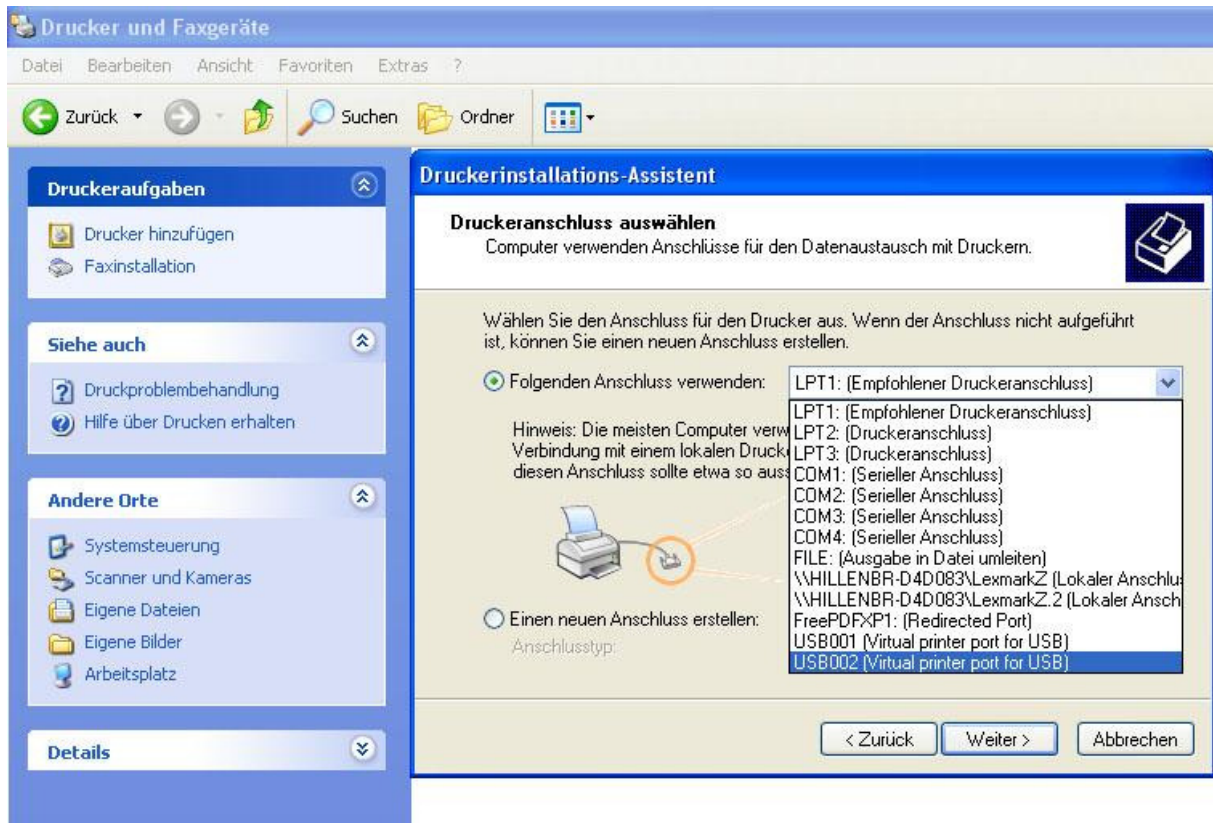 Drucker und Faxgeräte
Datei Bearbeiten Ansicht Favoriten Extras ?
Zurück Suchen Ordner
Druckeraufgaben
Drucker hinzufügen
Faxinstallation
Siehe auch
Druckproblembehandlung
Hilfe über Drucken erhalten
Andere Orte
Systemsteuerung
Scanner und Kameras
Eigene Dateien
Eigene Bilder
Arbeitsplatz
Details
Druckerinstallations-Assistent
Druckeranschluss auswählen
Computer verwenden Anschlüsse für den Datenaustausch mit Druckern.
Wählen Sie den Anschluss für den Drucker aus. Wenn der Anschluss nicht aufgeführt
ist, können Sie einen neuen Anschluss erstellen.
Folgenden Anschluss verwenden: LPT1: (Empfohlener Druckeranschluss)
Hinweis: Die meisten Computer verw
Verbindung mit einem lokalen Drucke
diesen Anschluss sollte etwa so auss
LPT1: (Empfohlener Druckeranschluss)
LPT2: (Druckeranschluss)
LPT3: (Druckeranschluss)
COM1: (Serieller Anschluss)
COM2: (Serieller Anschluss)
COM3: (Serieller Anschluss)
COM4: (Serieller Anschluss)
FILE: (Ausgabe in Datei umleiten)
\\HILLENBR-D4D083\LexmarkZ (Lokaler Anschlu
\\HILLENBR-D4D083\LexmarkZ.2 (Lokaler Ansch
FreePDFXP1: (Redirected Port)
USB001 (Virtual printer port for USB)
USB002 (Virtual printer port for USB)
Einen neuen Anschluss erstellen:
Anschlusstyp:
< Zurück Weiter > Abbrechen